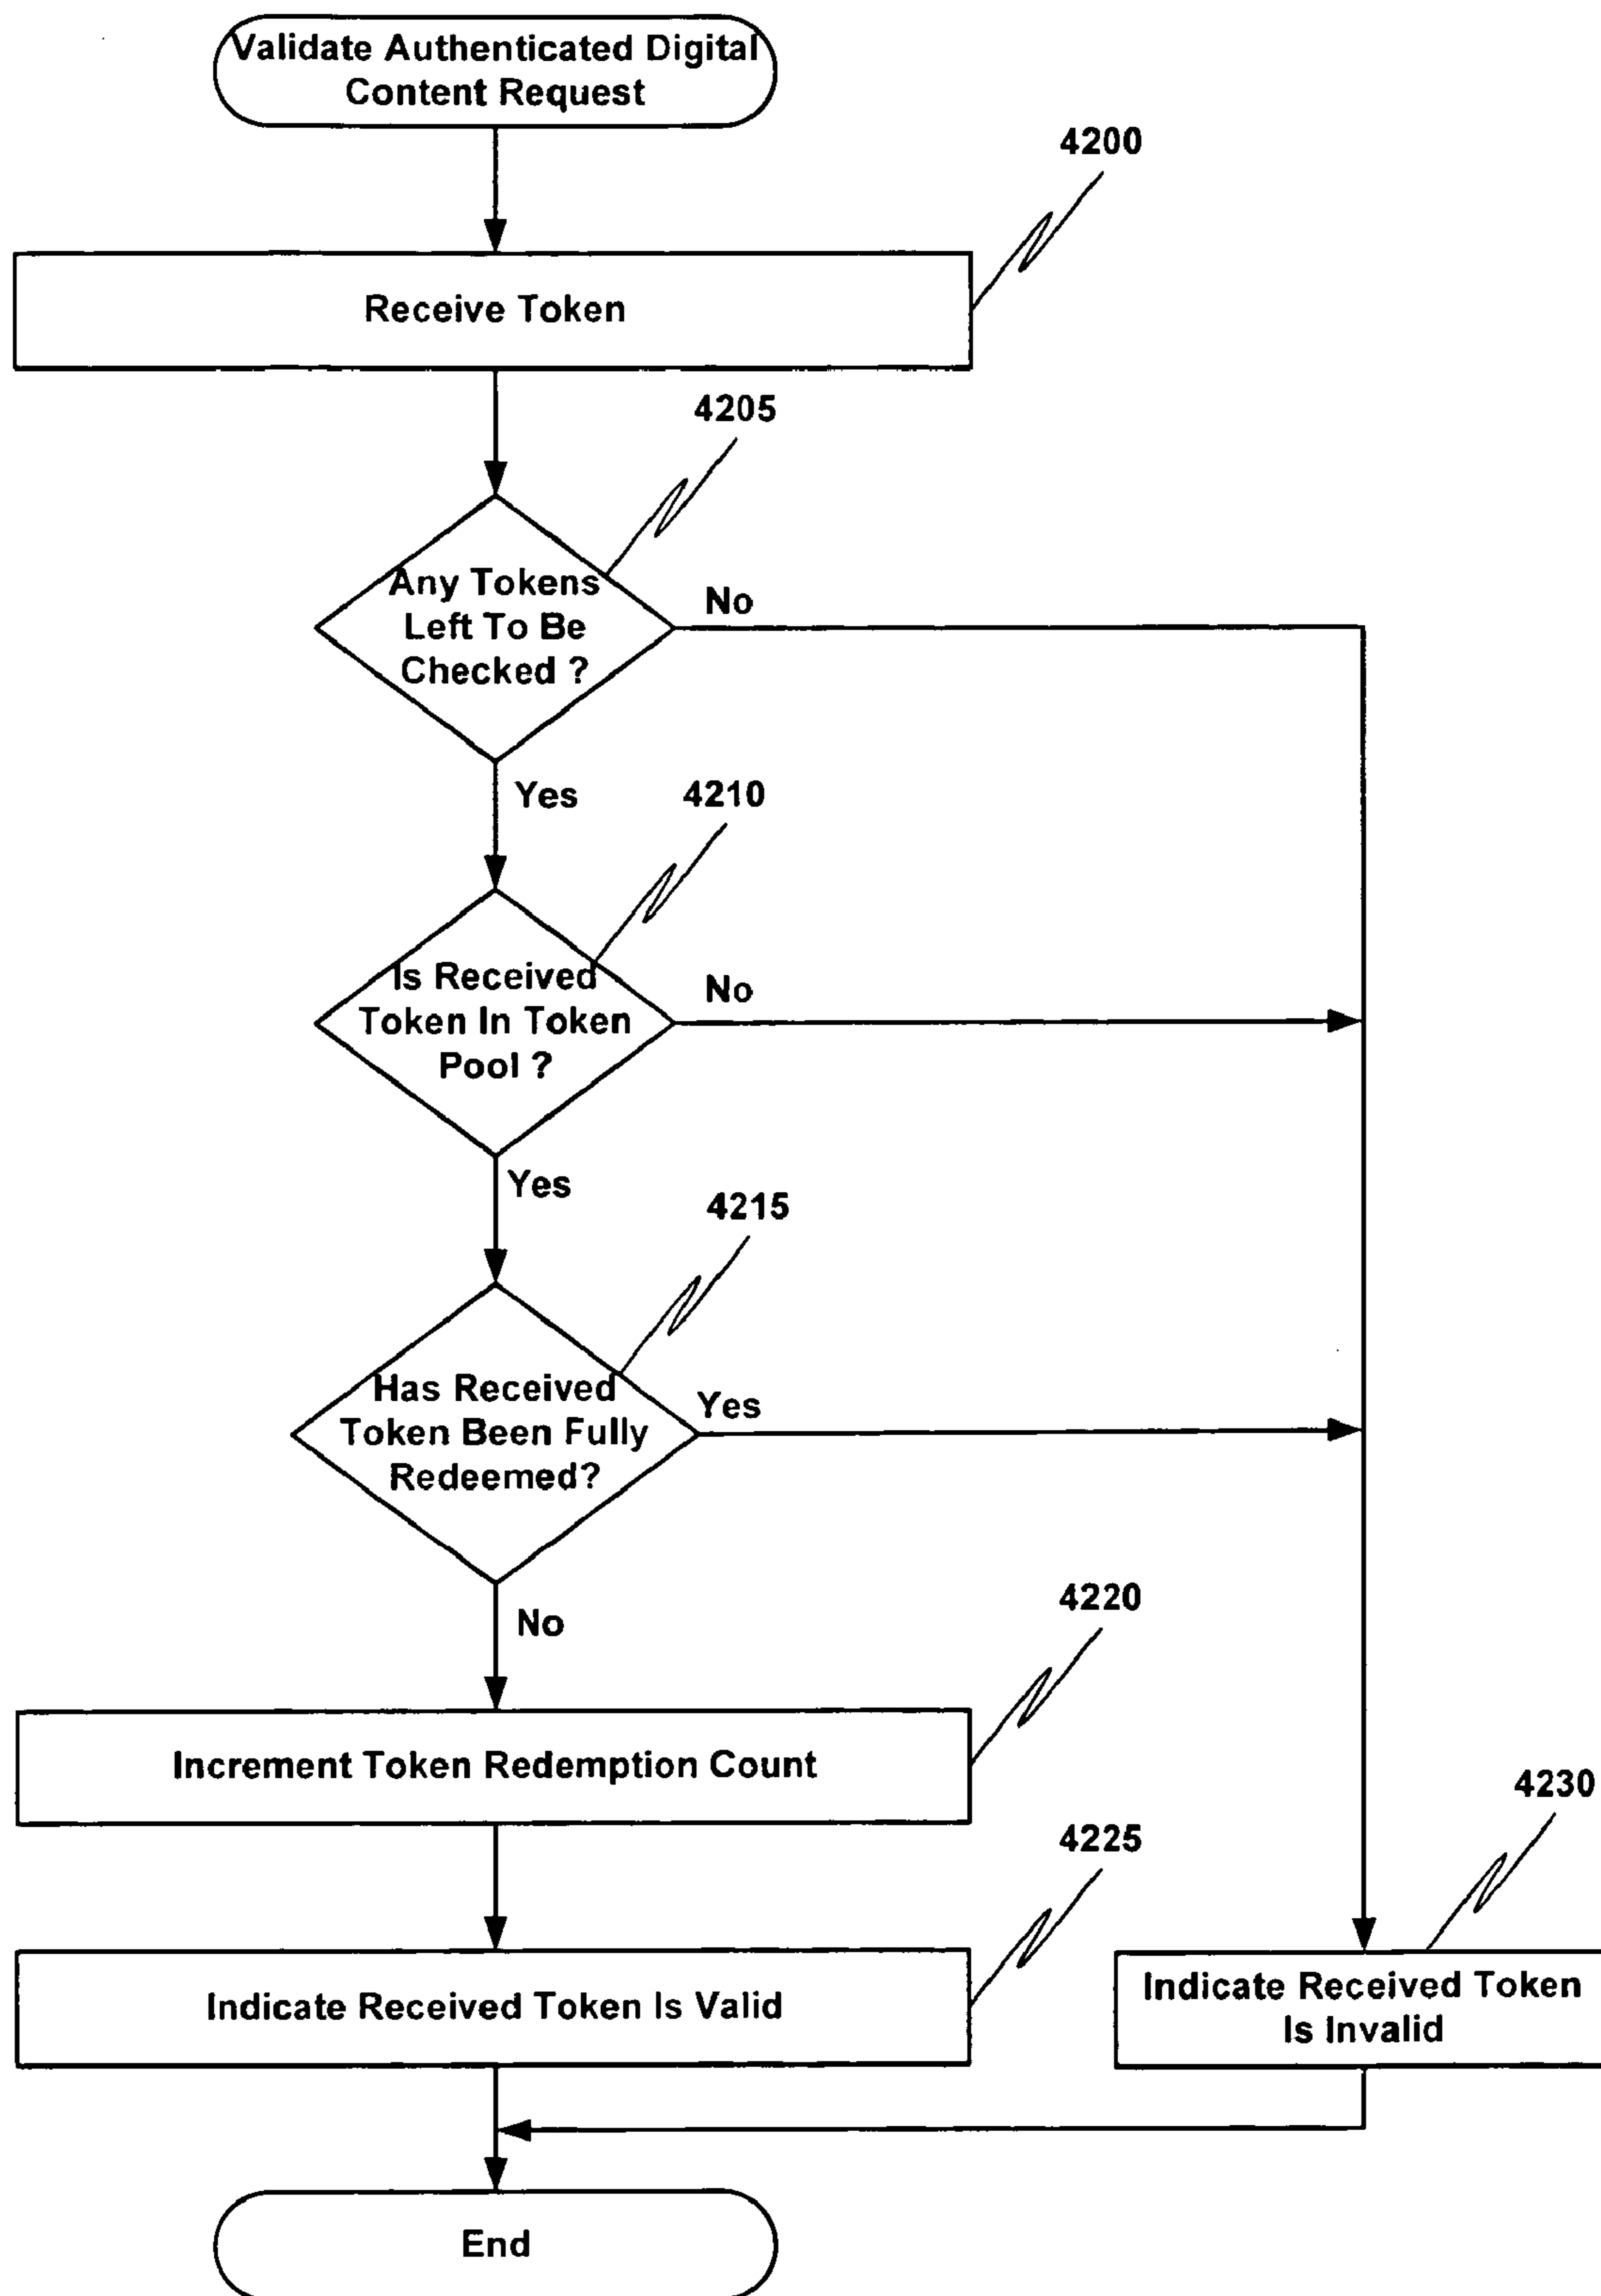 Validate Authenticated Digital
Content Request
4200
Receive Token
4205
Any Tokens
Left To Be
Checked ?
No
Yes
4210
Is Received
Token In Token
Pool ?
No
Yes
4215
Has Received
Token Been Fully
Redeemed?
Yes
No
4220
Increment Token Redemption Count
4230
4225
Indicate Received Token Is Valid
Indicate Received Token
Is Invalid
End